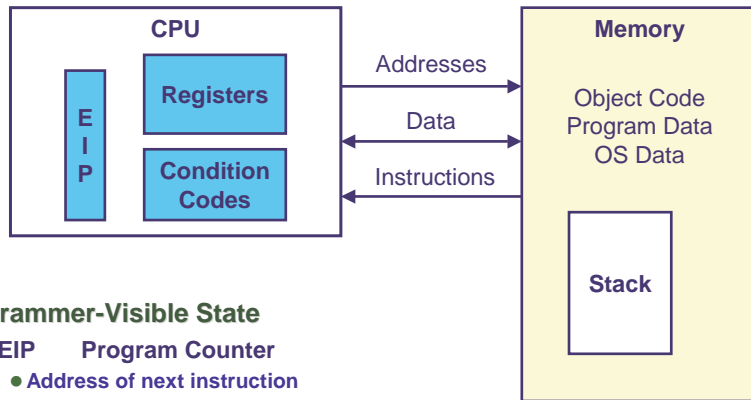 CPU
Memory
E
I
P
Registers
Condition
Codes
Addresses
Data
Instructions
Object Code
Program Data
OS Data
Stack
rammer-Visible State
EIP Program Counter
● Address of next instruction